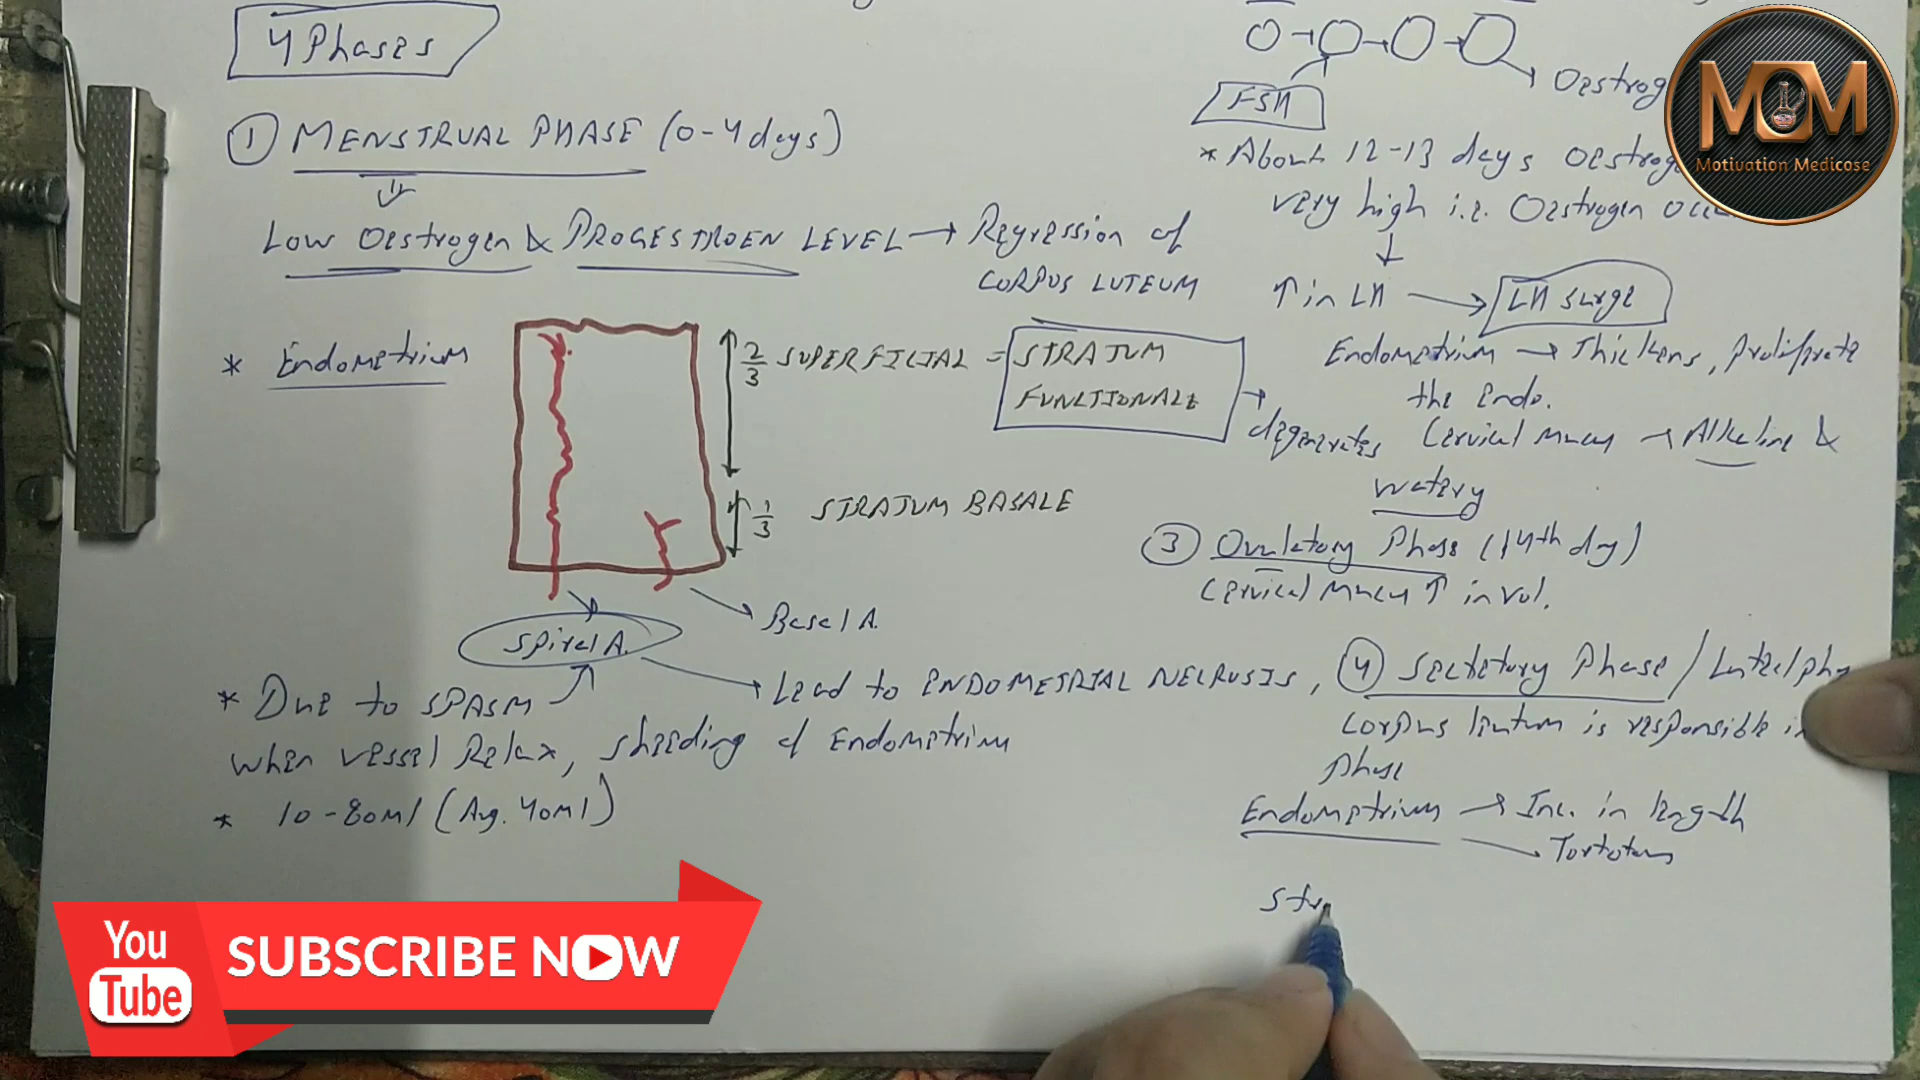 4 Phases
① MENSTRUAL PHASE (0-4 days)
Low Oestrogen & PROGESTROEN LEVEL → Regression of
CORPUS LUTEUM
* Endometrium
2/3 SUPERFICIAL = STRATUM
FUNCTIONALE
→ degenerates
1/3 STRATUM BASALE
Spiral A.
Basal A.
* Due to SPASM
Lead to ENDOMETRIAL NECROSIS,
when vessel Relax, sheeding of Endometrium
* 10-80ml (Avg. 40ml)
Oestrog
FSH
* About 12-13 days Oestrog
very high i.e. Oestrogen
↑ in LH → LH surge
Endometrium → Thickens, Proliferate
the Endo.
Cervical mucus → Alkaline &
watery
③ Ovulatory Phase (14th day)
Cervical mucus ↑ in vol.
④ Secretory Phase / Luteal pha
Corpus leutum is responsible in
Phase
Endometrium → Inc. in length
Str
MOM
Motivation Medicose
You
Tube
SUBSCRIBE NOW